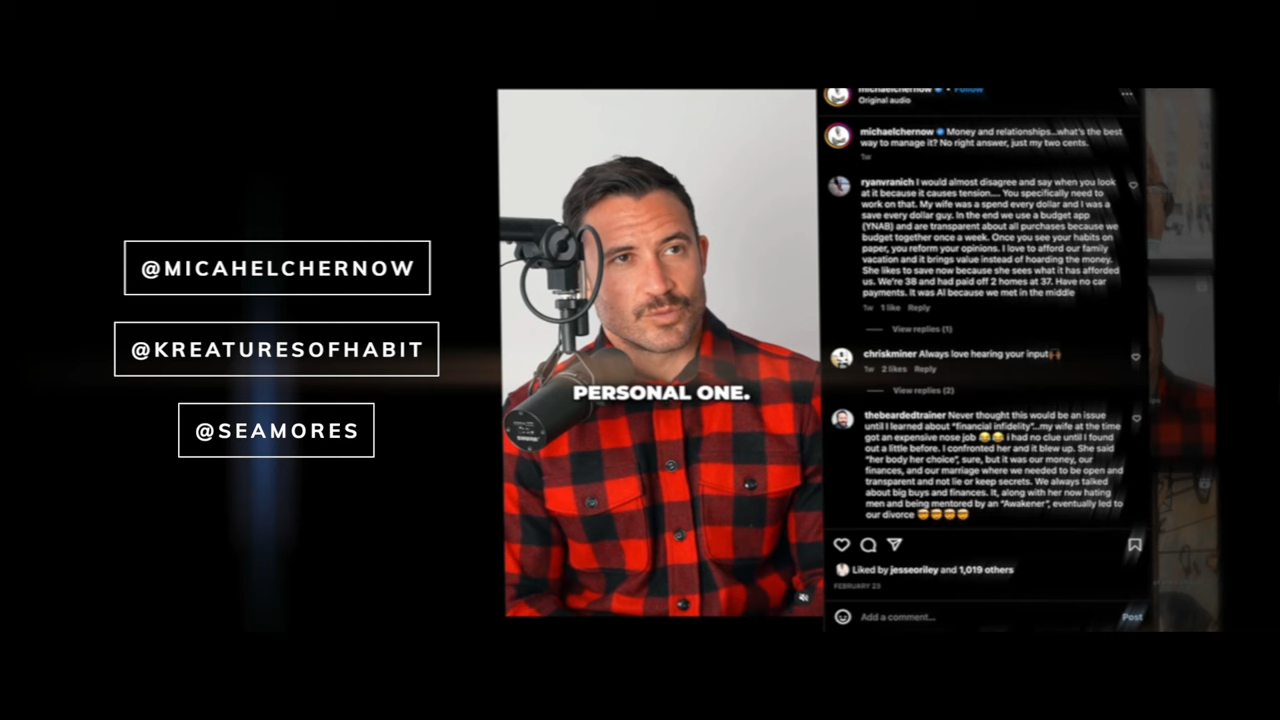 @MICAHELCHERNOW
@KREATURESOFHABIT
@SEAMORES
PERSONAL ONE.
michaelchernow • Follow
Original audio
michaelchernow Money and relationships...what's the best
way to manage it? No right answer, just my two cents.
1w
ryanvranich I would almost disagree and say when you look
at it because it causes tension.... You specifically need to
work on that. My wife was a spend every dollar and I was a
save every dollar guy. In the end we use a budget app
(YNAB) and are transparent about all purchases because we
budget together once a week. Once you see your habits on
paper, you reform your opinions. I love to afford our family
vacation and it brings value instead of hoarding the money.
She likes to save now because she sees what it has afforded
us. We're 38 and had paid off 2 homes at 37. Have no car
payments. It was Al because we met in the middle
1w 1 like Reply
View replies (1)
chriskminer Always love hearing your input🙌🏾
1w 2 likes Reply
View replies (2)
thebeardedtrainer Never thought this would be an issue
until I learned about "financial infidelity"...my wife at the time
got an expensive nose job 😂😂 i had no clue until I found
out a little before. I confronted her and it blew up. She said
"her body her choice", sure, but it was our money, our
finances, and our marriage where we needed to be open and
transparent and not lie or keep secrets. We always talked
about big buys and finances. It, along with her now hating
men and being mentored by an "Awakener", eventually led to
our divorce 🤯🤯🤯🤯
Liked by jesseoriley and 1,019 others
FEBRUARY 23
Add a comment...
Post